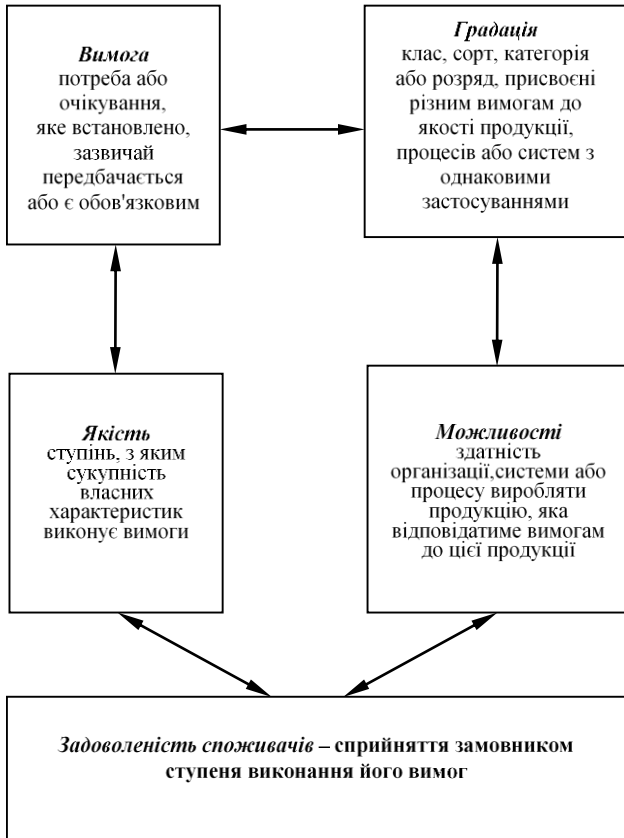 Вимога
потреба або
очікування,
яке встановлено,
зазвичай
передбачається
або є обов'язковим
Градація
клас, сорт, категорія
або розряд, присвоєні
різним вимогам до
якості продукції,
процесів або систем з
однаковими
застосуваннями
Якість
ступінь, з яким
сукупність
власних
характеристик
виконує вимоги
Можливості
здатність
організації,системи або
процесу виробляти
продукцію, яка
відповідатиме вимогам
до цієї продукції
Задоволеність споживачів – сприйняття замовником
ступеня виконання його вимог